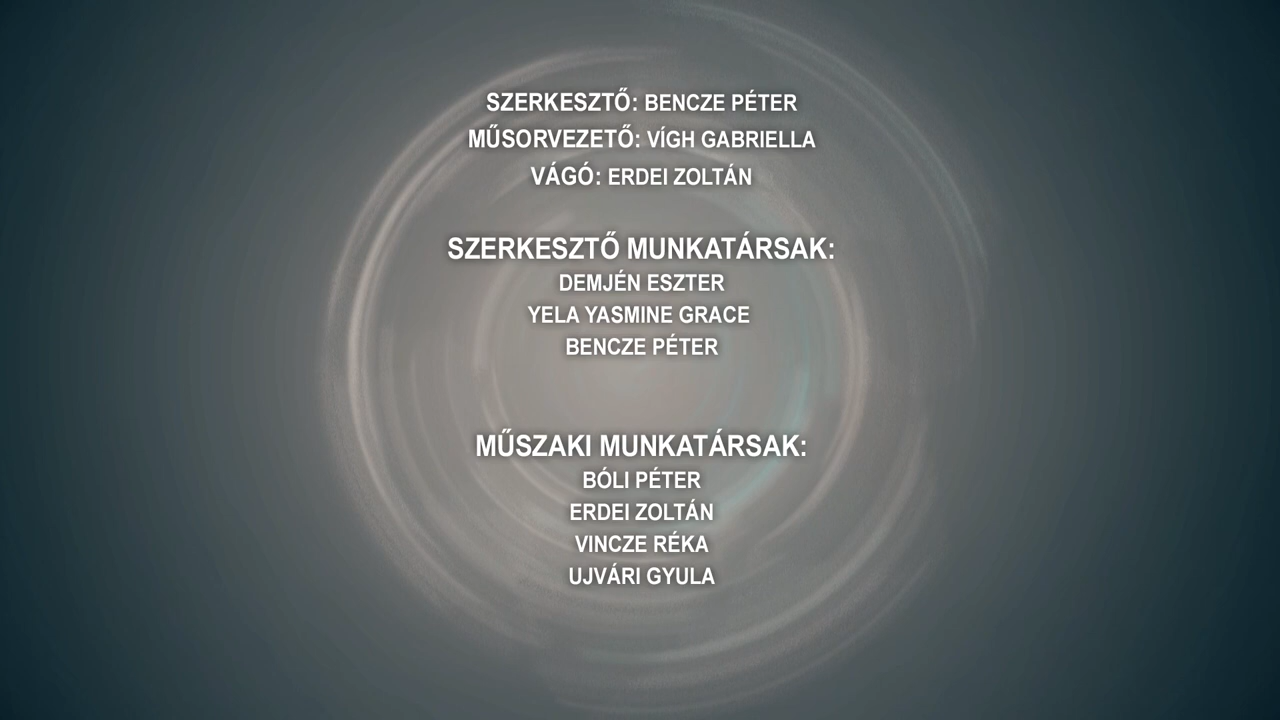 SZERKESZTŐ: BENCZE PÉTER
MŰSORVEZETŐ: VÍGH GABRIELLA
VÁGÓ: ERDEI ZOLTÁN
SZERKESZTŐ MUNKATÁRSAK:
DEMJÉN ESZTER
YELA YASMINE GRACE
BENCZE PÉTER
MŰSZAKI MUNKATÁRSAK:
BÓLI PÉTER
ERDEI ZOLTÁN
VINCZE RÉKA
UJVÁRI GYULA